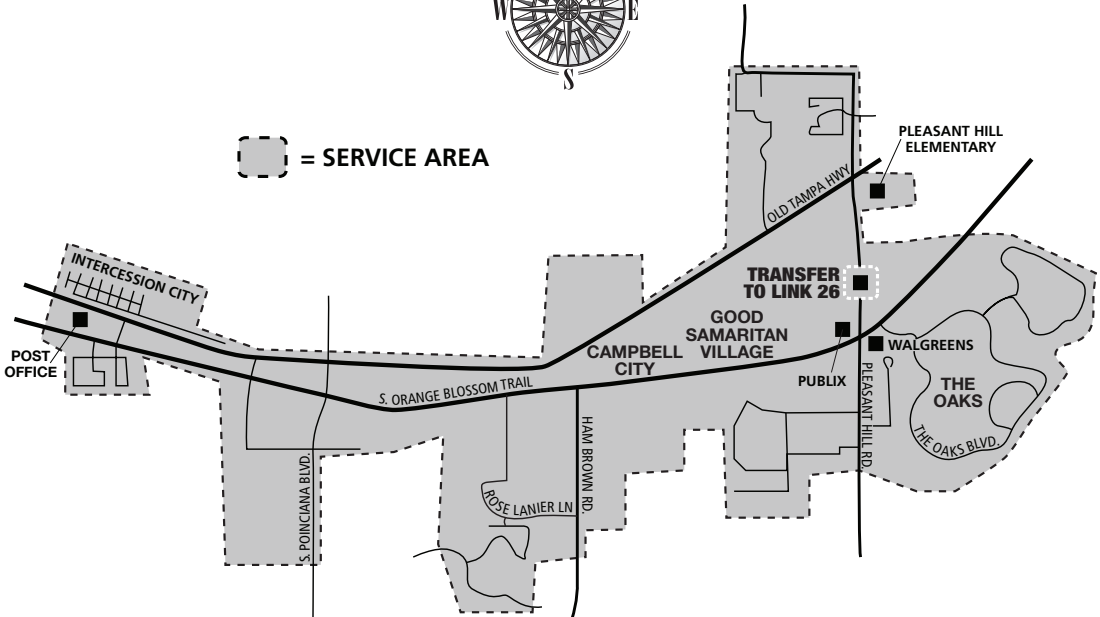 W
E
S
= SERVICE AREA
PLEASANT HILL
ELEMENTARY
OLD TAMPA HWY
INTERCESSION CITY
TRANSFER
TO LINK 26
GOOD
SAMARITAN
VILLAGE
CAMPBELL
CITY
WALGREENS
POST
OFFICE
PUBLIX
THE
OAKS
S. ORANGE BLOSSOM TRAIL
PLEASANT HILL RD.
HAM BROWN RD.
THE OAKS BLVD.
S. POINCIANA BLVD.
ROSE LANIER LN